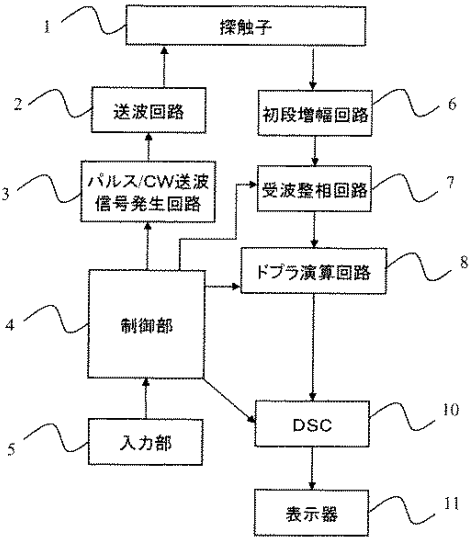 1
探触子
2
送波回路
初段増幅回路
6
3
パルス/CW送波
信号発生回路
受波整相回路
7
ドプラ演算回路
8
4
制御部
5
入力部
DSC
10
表示器
11